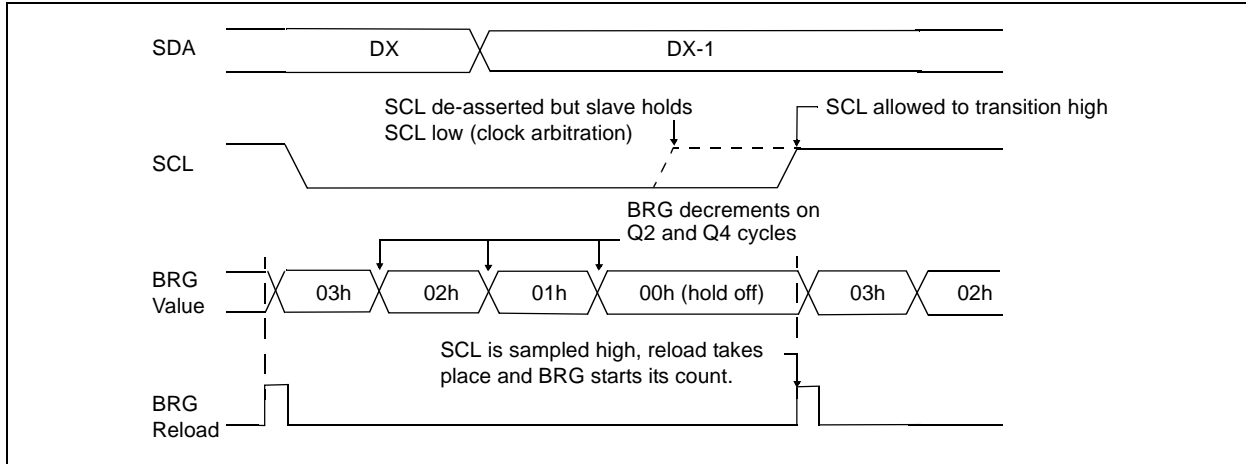 SDA
DX
DX-1
SCL de-asserted but slave holds
SCL low (clock arbitration)
SCL allowed to transition high
SCL
BRG decrements on
Q2 and Q4 cycles
BRG
Value
03h
02h
01h
00h (hold off)
03h
02h
SCL is sampled high, reload takes
place and BRG starts its count.
BRG
Reload